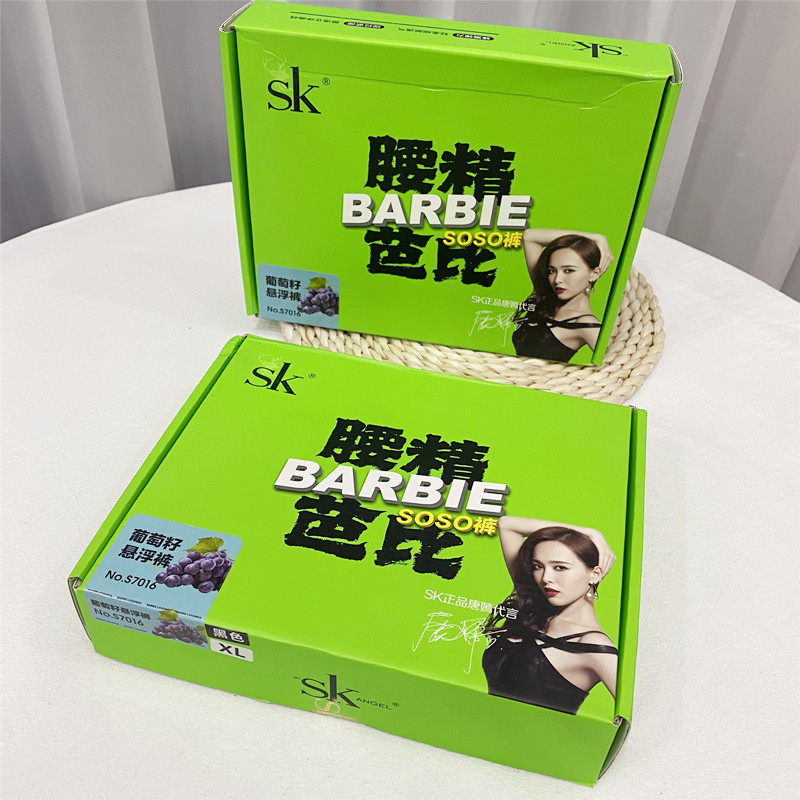 sk®
腰精
BARBIE
SOSO裤
芭比
葡萄籽
悬浮裤
No.S7016
SK正品唐嫣代言
sk®
腰精
BARBIE
SOSO裤
芭比
葡萄籽
悬浮裤
No.S7016
SK正品唐嫣代言
葡萄籽悬浮裤
No.S7016
黑色
XL
SK ANGEL®